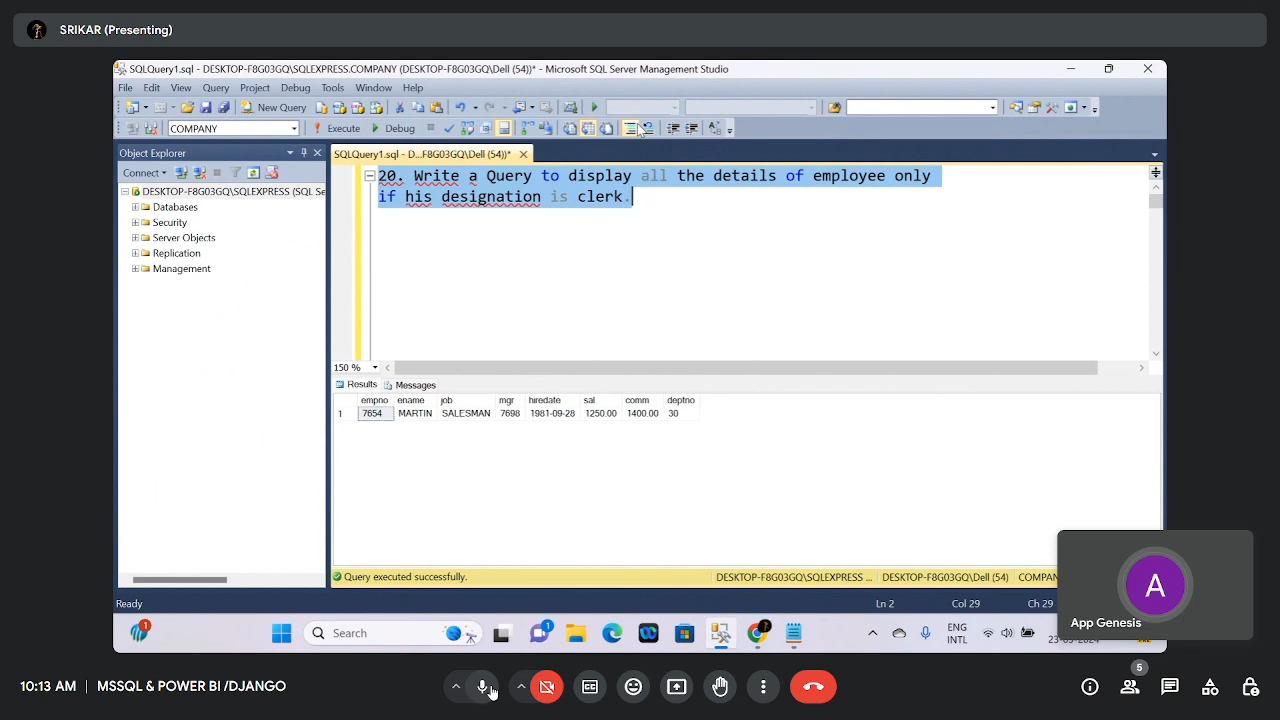 SRIKAR (Presenting)
SQLQuery1.sql - DESKTOP-F8G03GQ\SQLEXPRESS.COMPANY (DESKTOP-F8G03GQ\Dell (54))* - Microsoft SQL Server Management Studio
File Edit View Query Project Debug Tools Window Help
New Query
COMPANY Execute Debug
Object Explorer
SQLQuery1.sql - D...F8G03GQ\Dell (54))*
Connect
DESKTOP-F8G03GQ\SQLEXPRESS (SQL Se
Databases
Security
Server Objects
Replication
Management
20. Write a Query to display all the details of employee only
if his designation is clerk.
150 %
Results Messages
empno ename job mgr hiredate sal comm deptno
1 7654 MARTIN SALESMAN 7698 1981-09-28 1250.00 1400.00 30
Query executed successfully. DESKTOP-F8G03GQ\SQLEXPRESS ... DESKTOP-F8G03GQ\Dell (54) COMPAN
Ready Ln 2 Col 29 Ch 29
A
App Genesis
1 Search 1 ENG
INTL
10:13 AM | MSSQL & POWER BI /DJANGO
5